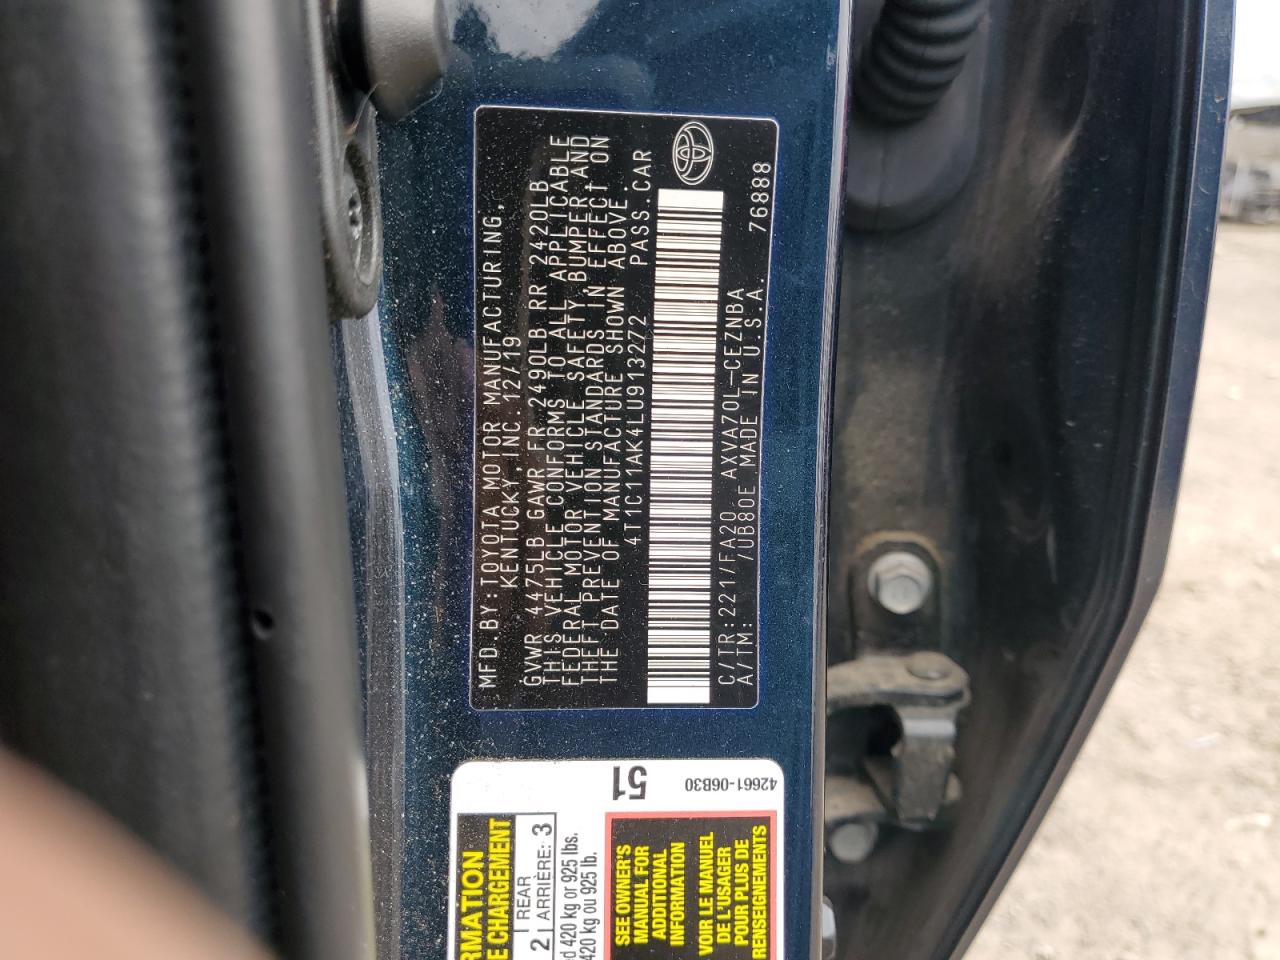 MFD.BY:TOYOTA MOTOR MANUFACTURING,
KENTUCKY,INC. 12/19
GVWR 4475LB GAWR FR 2490LB RR 2420LB
THIS VEHICLE CONFORMS TO ALL APPLICABLE
FEDERAL MOTOR VEHICLE SAFETY, BUMPER,AND
THEFT PREVENTION STANDARDS IN EFFECT ON
THE DATE OF MANUFACTURE SHOWN ABOVE.
4T1C11AK4LU913272 PASS.CAR
C/TR:221/FA20 AXVA70L-CEZNBA 76888
A/TM: /UB80E MADE IN U.S.A.
51
42661-06B30
RMATION
E CHARGEMENT
1 REAR
2 ARRIÈRE: 3
ed 420 kg or 925 lbs.
420 kg ou 925 lb.
SEE OWNER'S
MANUAL FOR
ADDITIONAL
INFORMATION
VOIR LE MANUEL
DE L'USAGER
POUR PLUS DE
RENSEIGNEMENTS